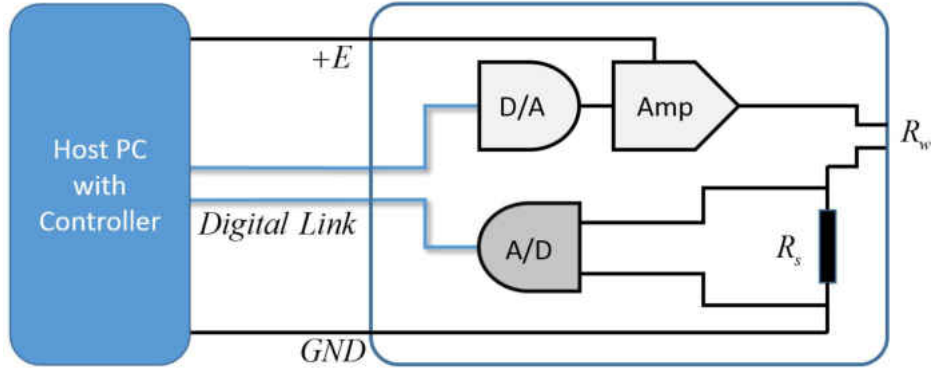 +E
D/A
Amp
Host PC
with
Controller
R_w
Digital Link
A/D
R_s
GND